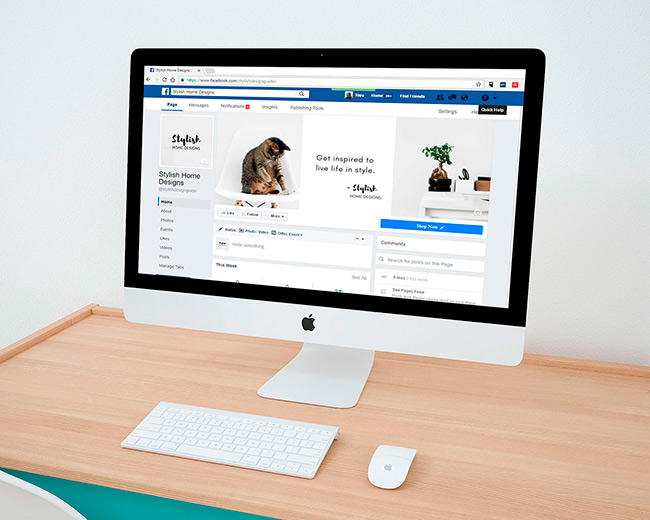 Stylish Home Designs
https://www.facebook.com/stylishdesignguide/
Stylish Home Designs
Home
Find Friends
Page
Messages
Notifications
Insights
Publishing Tools
Settings
Quick Help
Stylish
HOME DESIGNS
Get inspired to
live life in style.
- Stylish
HOME DESIGNS
Stylish Home
Designs
@stylishdesignguide
Home
About
Photos
Events
Likes
Videos
Posts
Manage Tabs
Like
Follow
More
Shop Now
Status
Photo / Video
Offer, Event +
Write something...
This Week
See All
Community
Search for posts on this Page
See Pages Feed